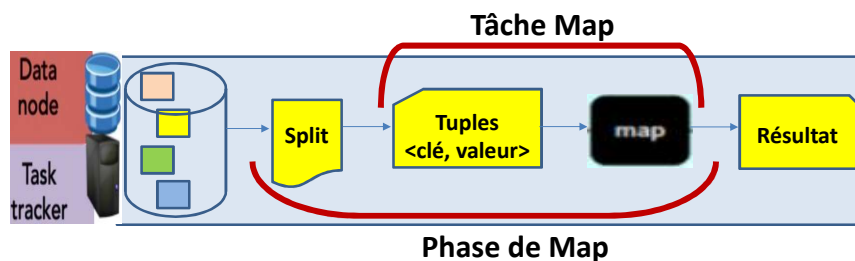 Tâche Map
Data
node
Task
tracker
Split
Tuples
<clé, valeur>
map
Résultat
Phase de Map